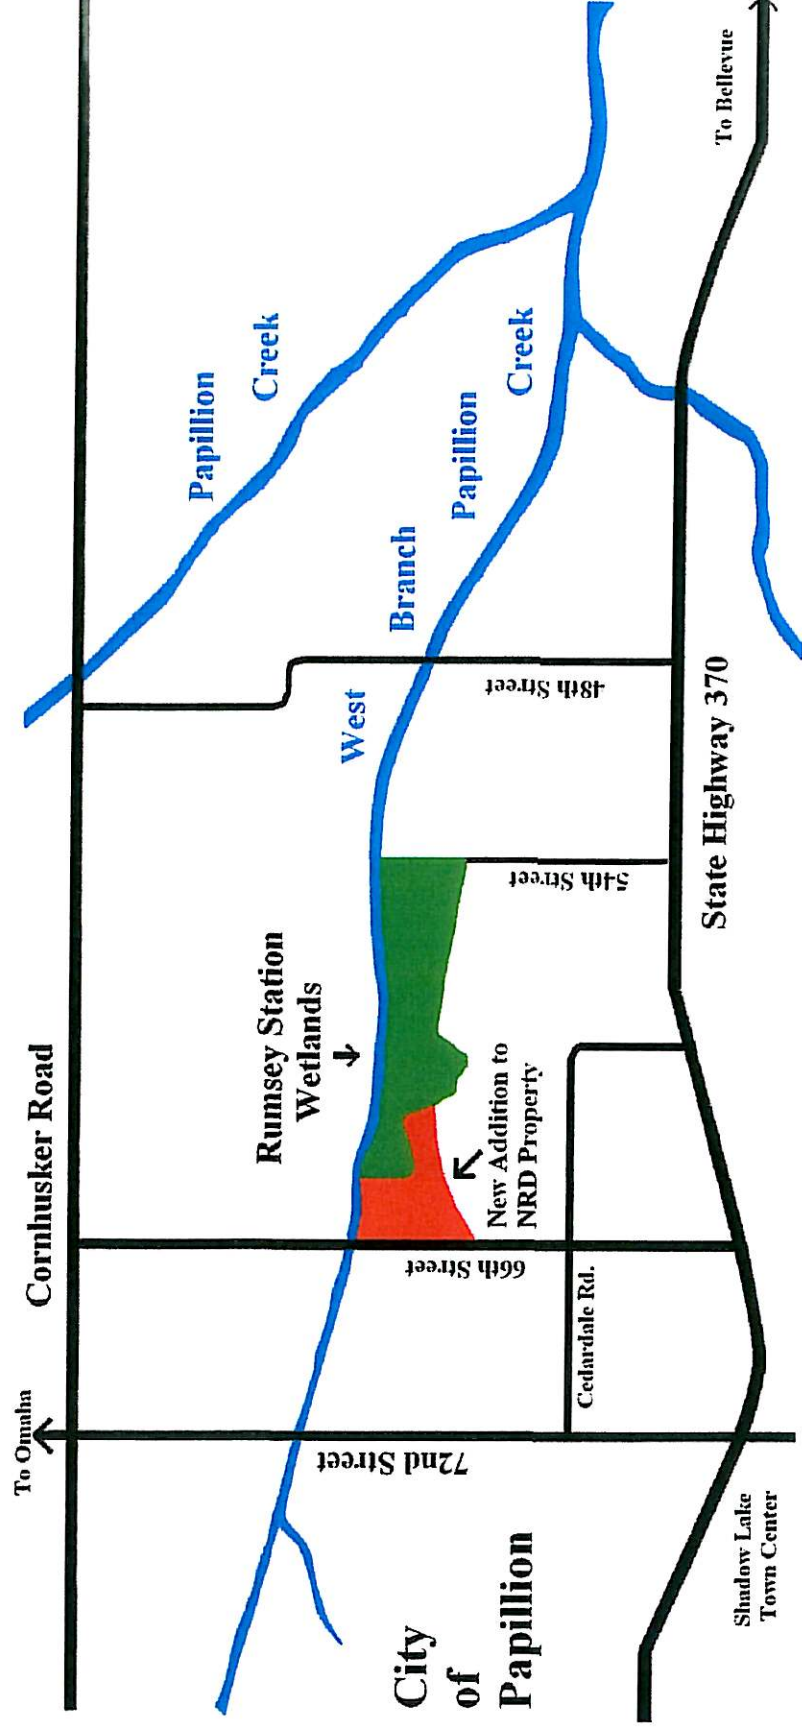 To Omaha
Cornhusker Road
Papillion
Creek
Rumsey Station
Wetlands
West
Branch
Papillion
Creek
New Addition to
NRD Property
72nd Street
66th Street
54th Street
48th Street
Cedardale Rd.
City
of
Papillion
State Highway 370
Shadow Lake
Town Center
To Bellevue